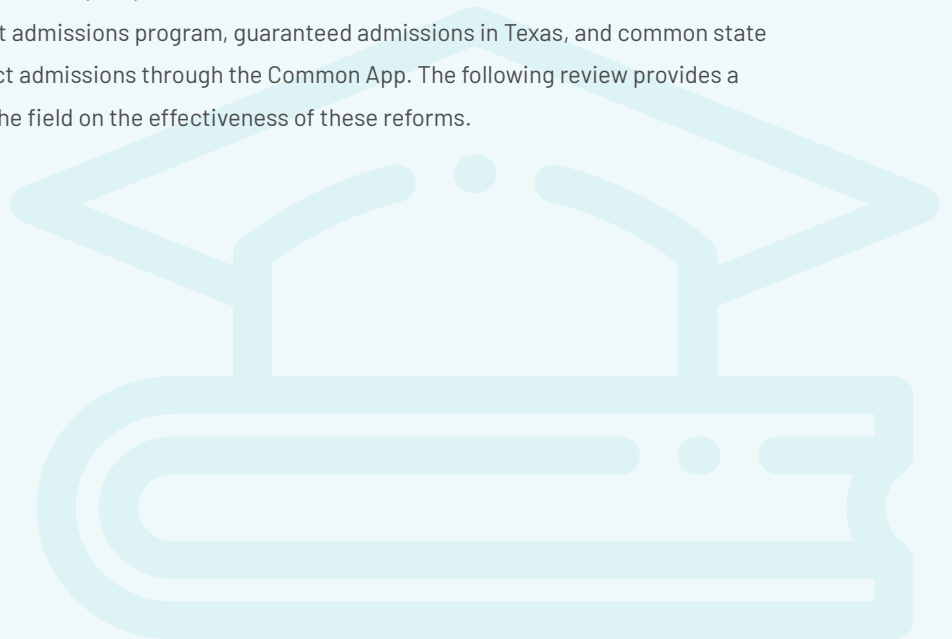 t admissions program, guaranteed admissions in Texas, and common state
ct admissions through the Common App. The following review provides a
he field on the effectiveness of these reforms.